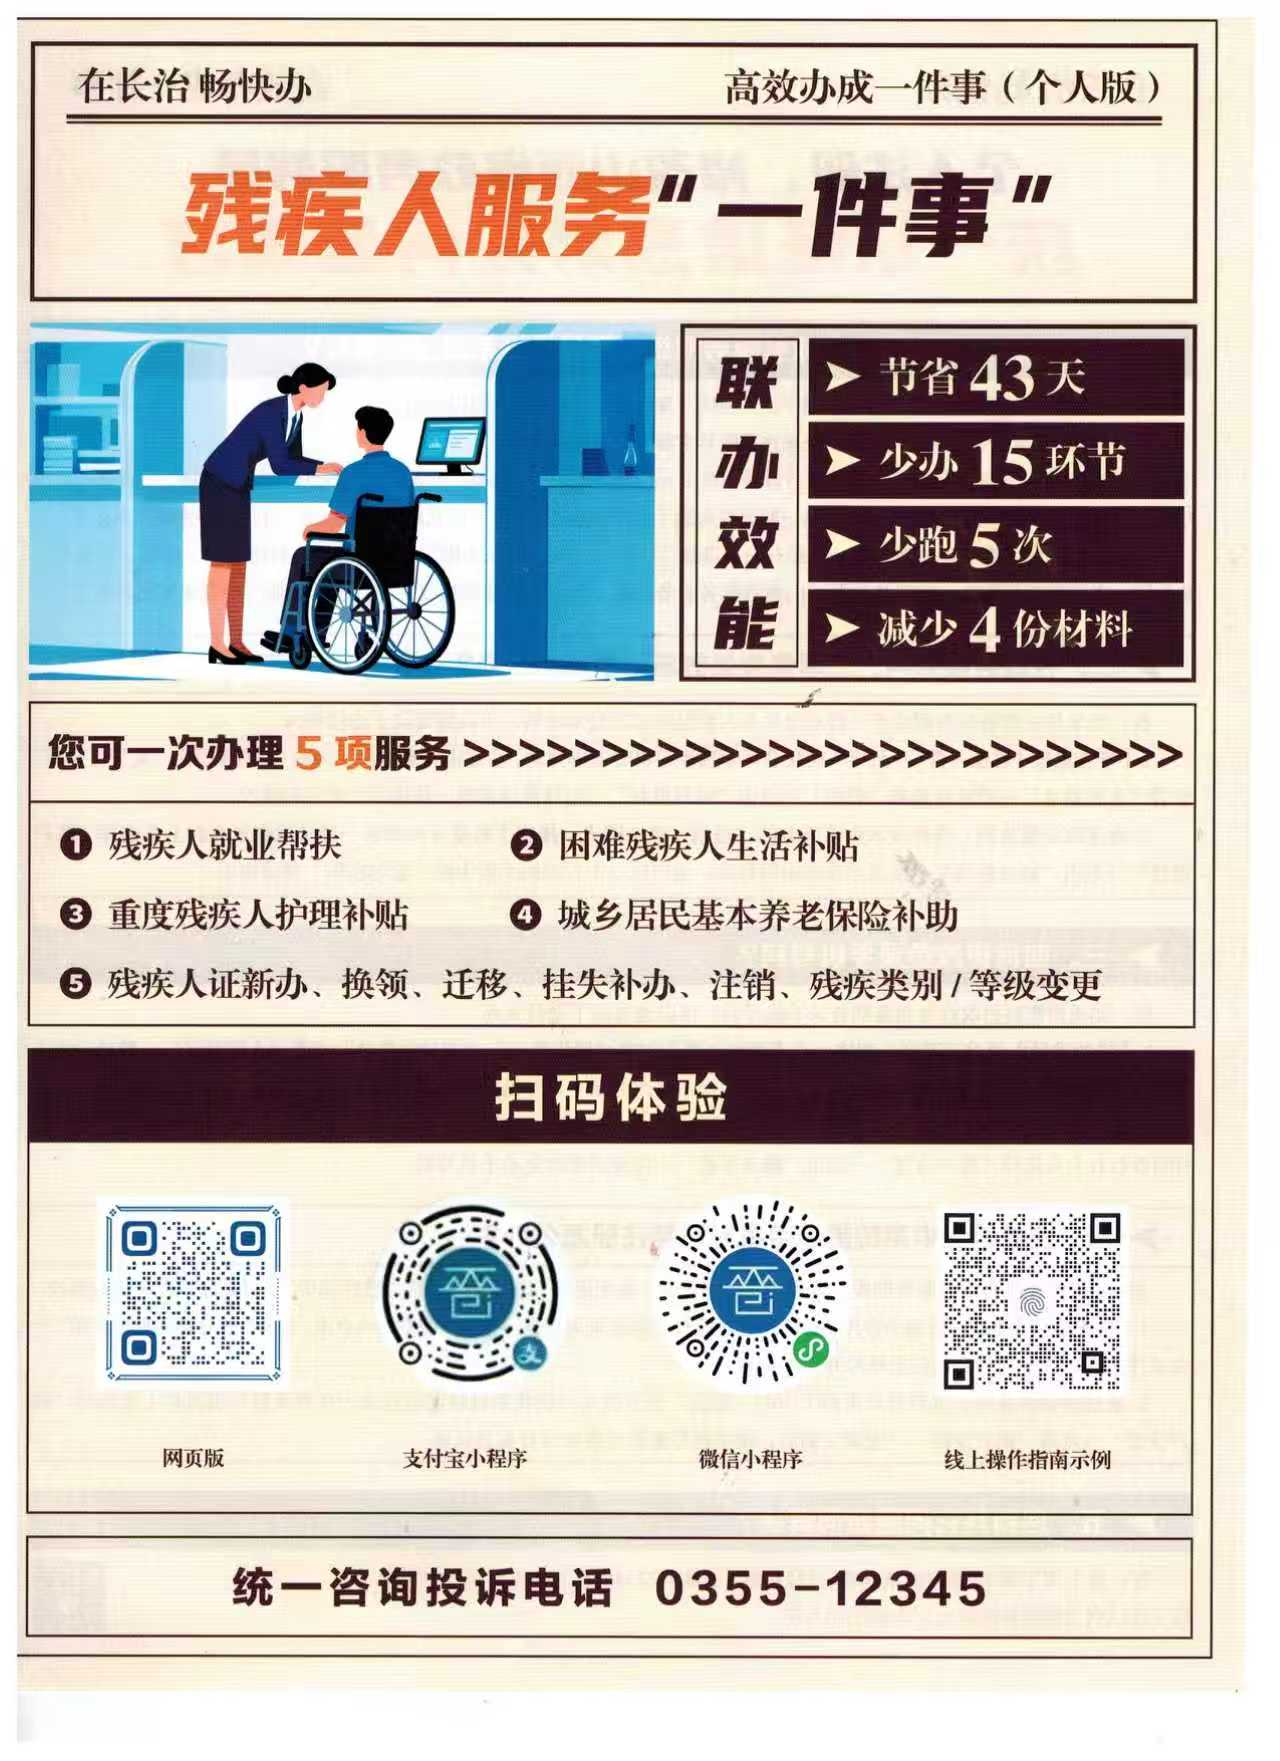 在长治 畅快办
高效办成一件事（个人版）
残疾人服务“一件事”
联办效能
节省 43 天
少办 15 环节
少跑 5 次
减少 4 份材料
您可一次办理 5 项服务 >>>>>>>>>>>>>>>>>>>>>>>>>>
1 残疾人就业帮扶
2 困难残疾人生活补贴
3 重度残疾人护理补贴
4 城乡居民基本养老保险补助
5 残疾人证新办、换领、迁移、挂失补办、注销、残疾类别 / 等级变更
扫码体验
支
网页版
支付宝小程序
微信小程序
线上操作指南示例
统一咨询投诉电话 0355-12345